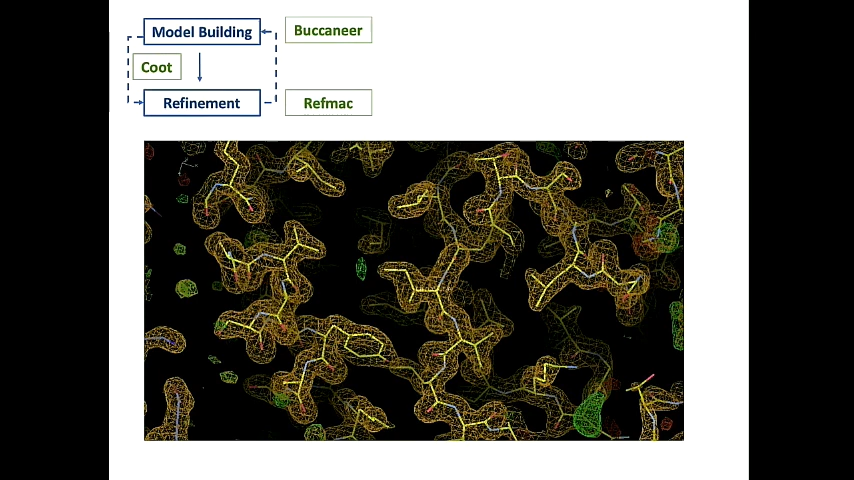 Model Building
Buccaneer
Coot
Refinement
Refmac